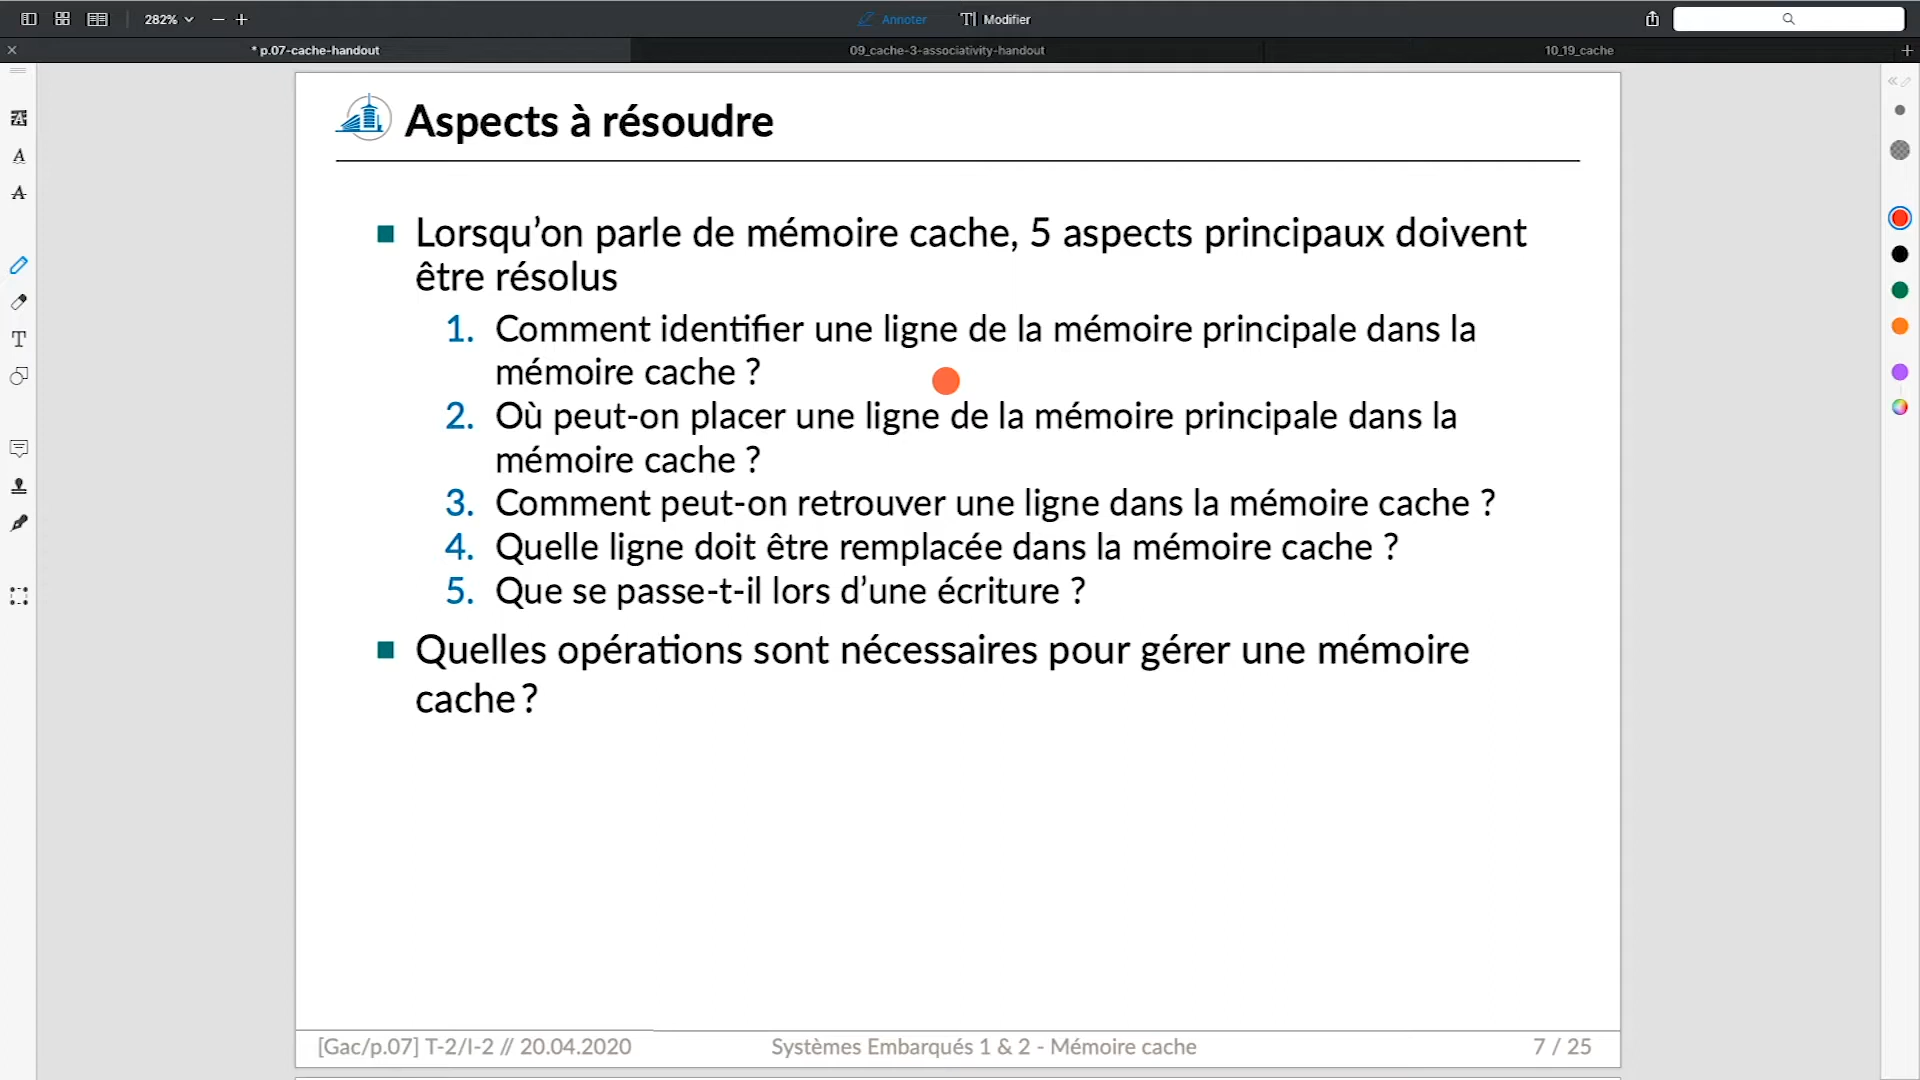 282%
Annoter
Modifier
* p.07-cache-handout
09_cache-3-associativity-handout
10_19_cache
Aspects à résoudre
Lorsqu'on parle de mémoire cache, 5 aspects principaux doivent
être résolus
1. Comment identifier une ligne de la mémoire principale dans la
mémoire cache ?
2. Où peut-on placer une ligne de la mémoire principale dans la
mémoire cache ?
3. Comment peut-on retrouver une ligne dans la mémoire cache ?
4. Quelle ligne doit être remplacée dans la mémoire cache ?
5. Que se passe-t-il lors d'une écriture ?
Quelles opérations sont nécessaires pour gérer une mémoire
cache ?
[Gac/p.07] T-2/I-2 // 20.04.2020
Systèmes Embarqués 1 & 2 - Mémoire cache
7 / 25